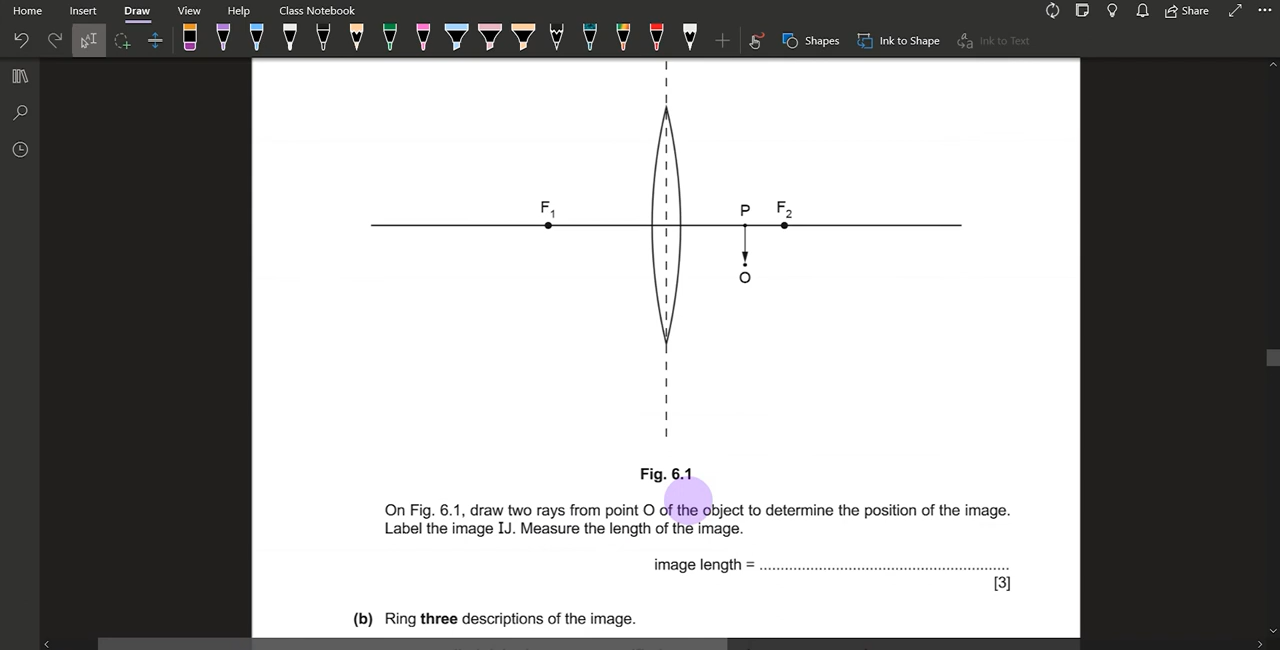 Home Insert Draw View Help Class Notebook Share
Shapes Ink to Shape Ink to Text
F1 P F2
O
Fig. 6.1
On Fig. 6.1, draw two rays from point O of the object to determine the position of the image.
Label the image IJ. Measure the length of the image.
image length = ............................................................
[3]
(b) Ring three descriptions of the image.